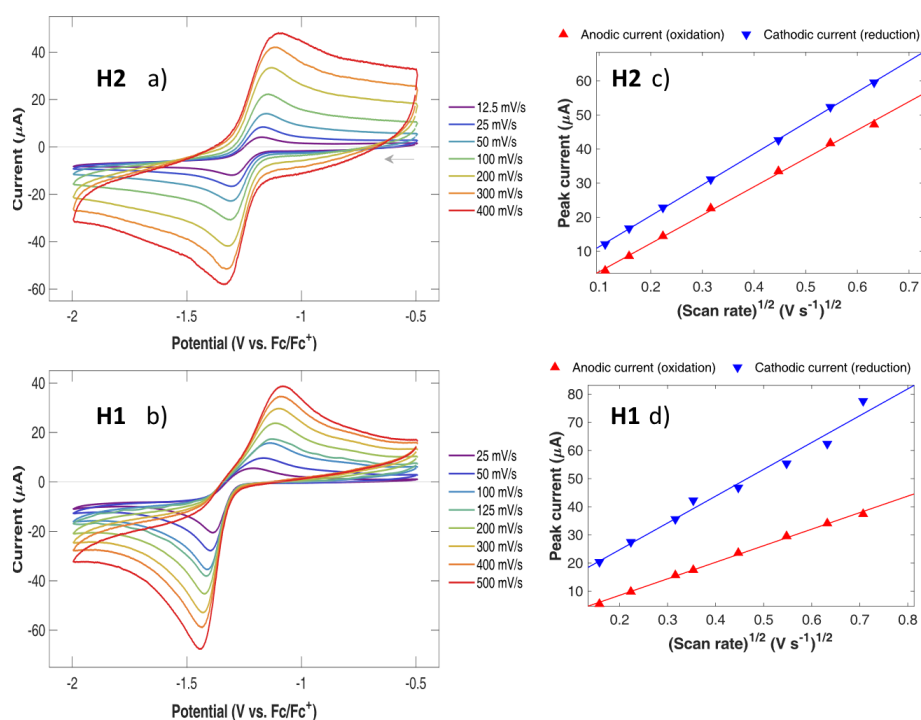 H2 a)
40
20
0
-20
-40
-60
Current (μA)
-2
-1.5
-1
-0.5
Potential (V vs. Fc/Fc+)
12.5 mV/s
25 mV/s
50 mV/s
100 mV/s
200 mV/s
300 mV/s
400 mV/s
H2 c)
Anodic current (oxidation) Cathodic current (reduction)
60
50
40
30
20
10
Peak current (μA)
0.1 0.2 0.3 0.4 0.5 0.6 0.7
(Scan rate)1/2 (V s-1)1/2
H1 b)
40
20
0
-20
-40
-60
Current (μA)
-2
-1.5
-1
-0.5
Potential (V vs. Fc/Fc+)
25 mV/s
50 mV/s
100 mV/s
125 mV/s
200 mV/s
300 mV/s
400 mV/s
500 mV/s
H1 d)
Anodic current (oxidation) Cathodic current (reduction)
80
70
60
50
40
30
20
10
Peak current (μA)
0.2 0.3 0.4 0.5 0.6 0.7 0.8
(Scan rate)1/2 (V s-1)1/2